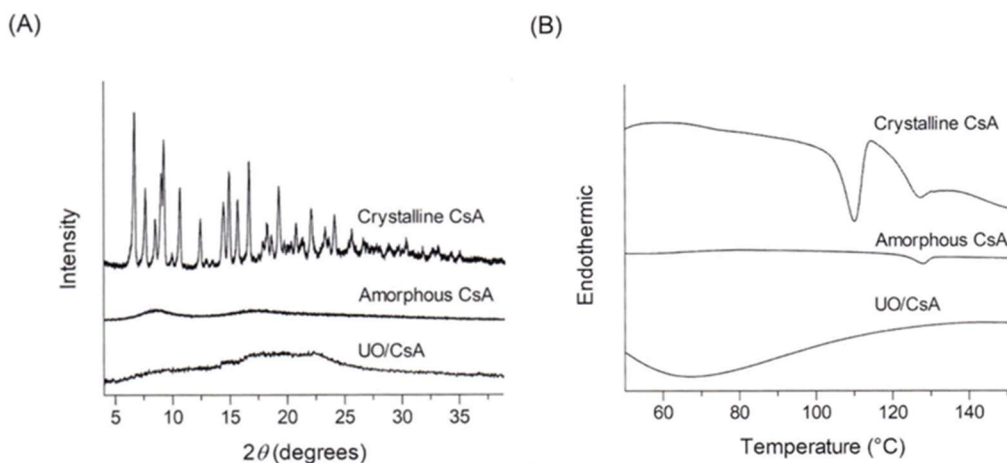 (A)
Intensity
Crystalline CsA
Amorphous CsA
UO/CsA
5 10 15 20 25 30 35
2θ (degrees)
(B)
Endothermic
Crystalline CsA
Amorphous CsA
UO/CsA
60 80 100 120 140
Temperature (°C)